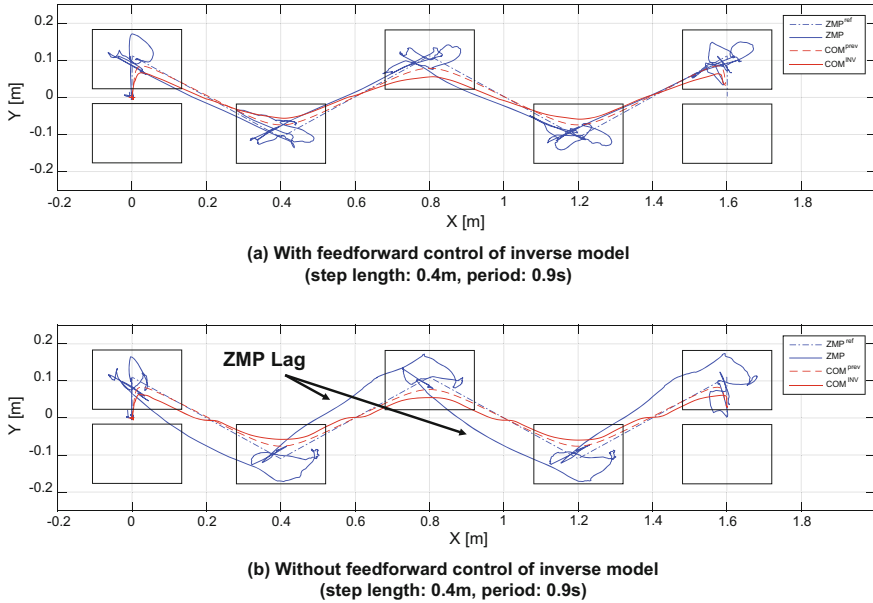 0.2
0.1
0
-0.1
-0.2
Y [m]
-0.2 0 0.2 0.4 0.6 0.8 1 1.2 1.4 1.6 1.8
X [m]
ZMP^ref
ZMP
COM^prev
COM^INV
(a) With feedforward control of inverse model
(step length: 0.4m, period: 0.9s)
0.2
0.1
0
-0.1
-0.2
Y [m]
ZMP Lag
-0.2 0 0.2 0.4 0.6 0.8 1 1.2 1.4 1.6 1.8
X [m]
ZMP^ref
ZMP
COM^prev
COM^INV
(b) Without feedforward control of inverse model
(step length: 0.4m, period: 0.9s)